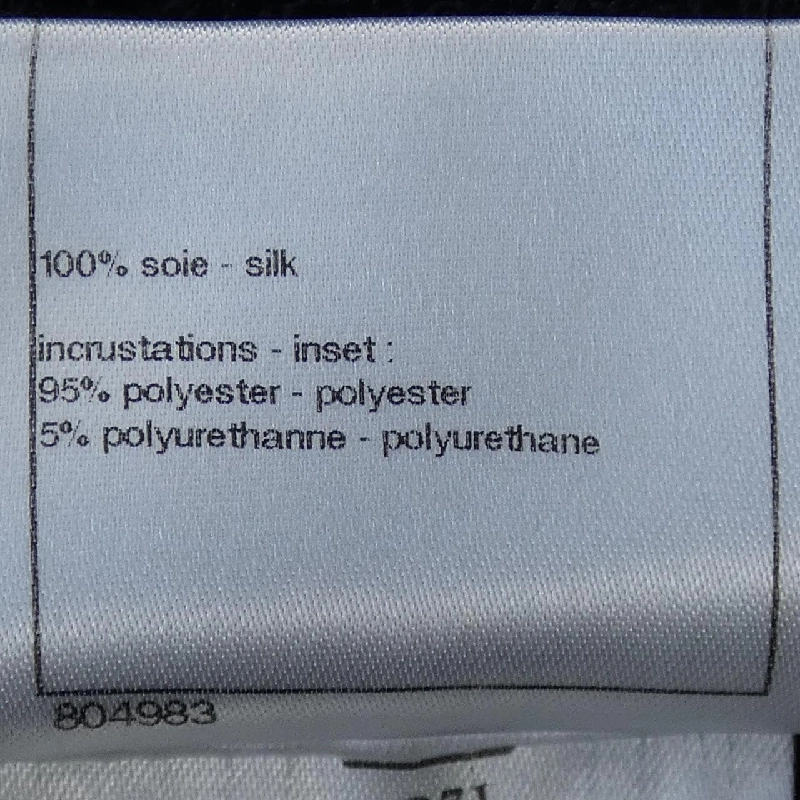 100% soie - silk
incrustations - inset :
95% polyester - polyester
5% polyurethanne - polyurethane
804983